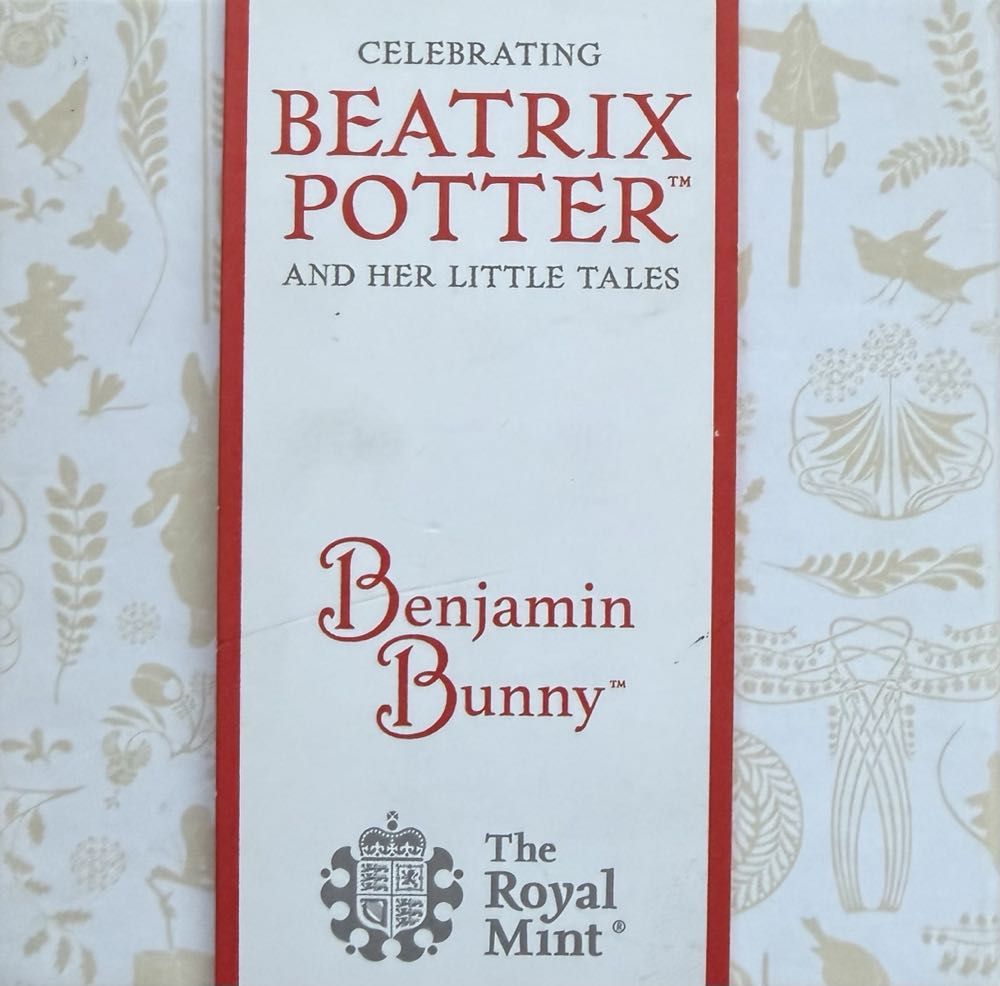 CELEBRATING
BEATRIX
POTTER™
AND HER LITTLE TALES
Benjamin
Bunny™
The
Royal
Mint®